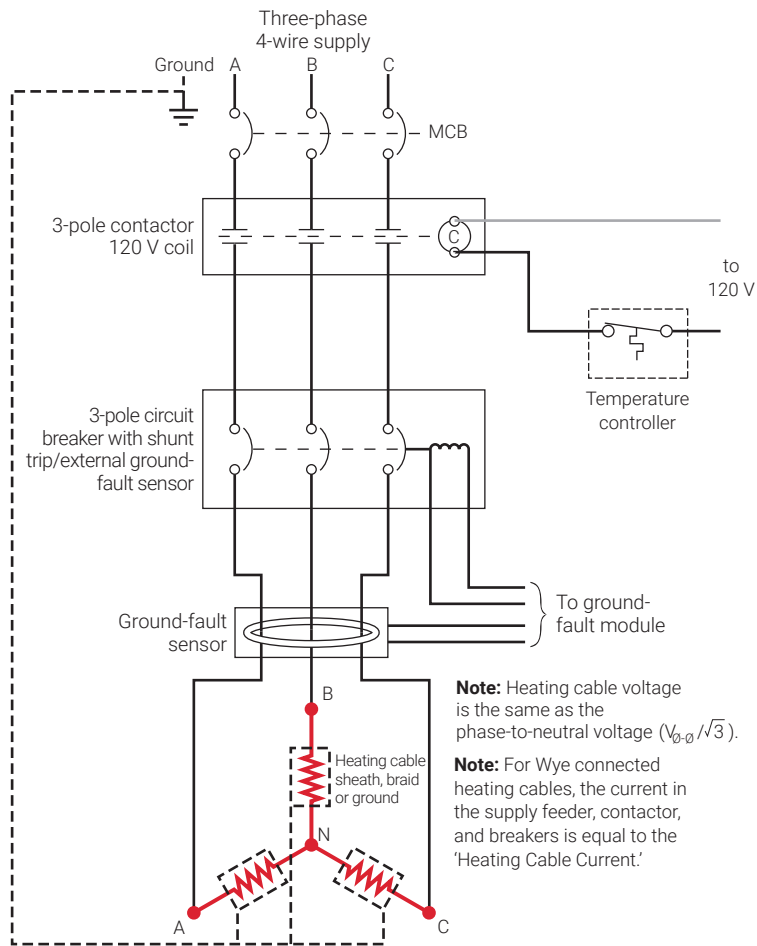 Three-phase
4-wire supply
Ground
A
B
C
MCB
3-pole contactor
120 V coil
C
to
120 V
Temperature
controller
3-pole circuit
breaker with shunt
trip/external ground-
fault sensor
To ground-
fault module
Ground-fault
sensor
B
Note: Heating cable voltage
is the same as the
phase-to-neutral voltage (VØ-Ø/√3 ).
Heating cable
sheath, braid
or ground
Note: For Wye connected
heating cables, the current in
the supply feeder, contactor,
and breakers is equal to the
‘Heating Cable Current.’
N
A
C